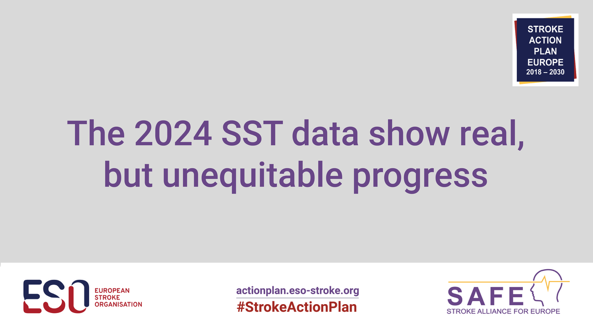 STROKE
ACTION
PLAN
EUROPE
2018 – 2030
The 2024 SST data show real,
but unequitable progress
ESO
EUROPEAN
STROKE
ORGANISATION
actionplan.eso-stroke.org
#StrokeActionPlan
SAFE
STROKE ALLIANCE FOR EUROPE